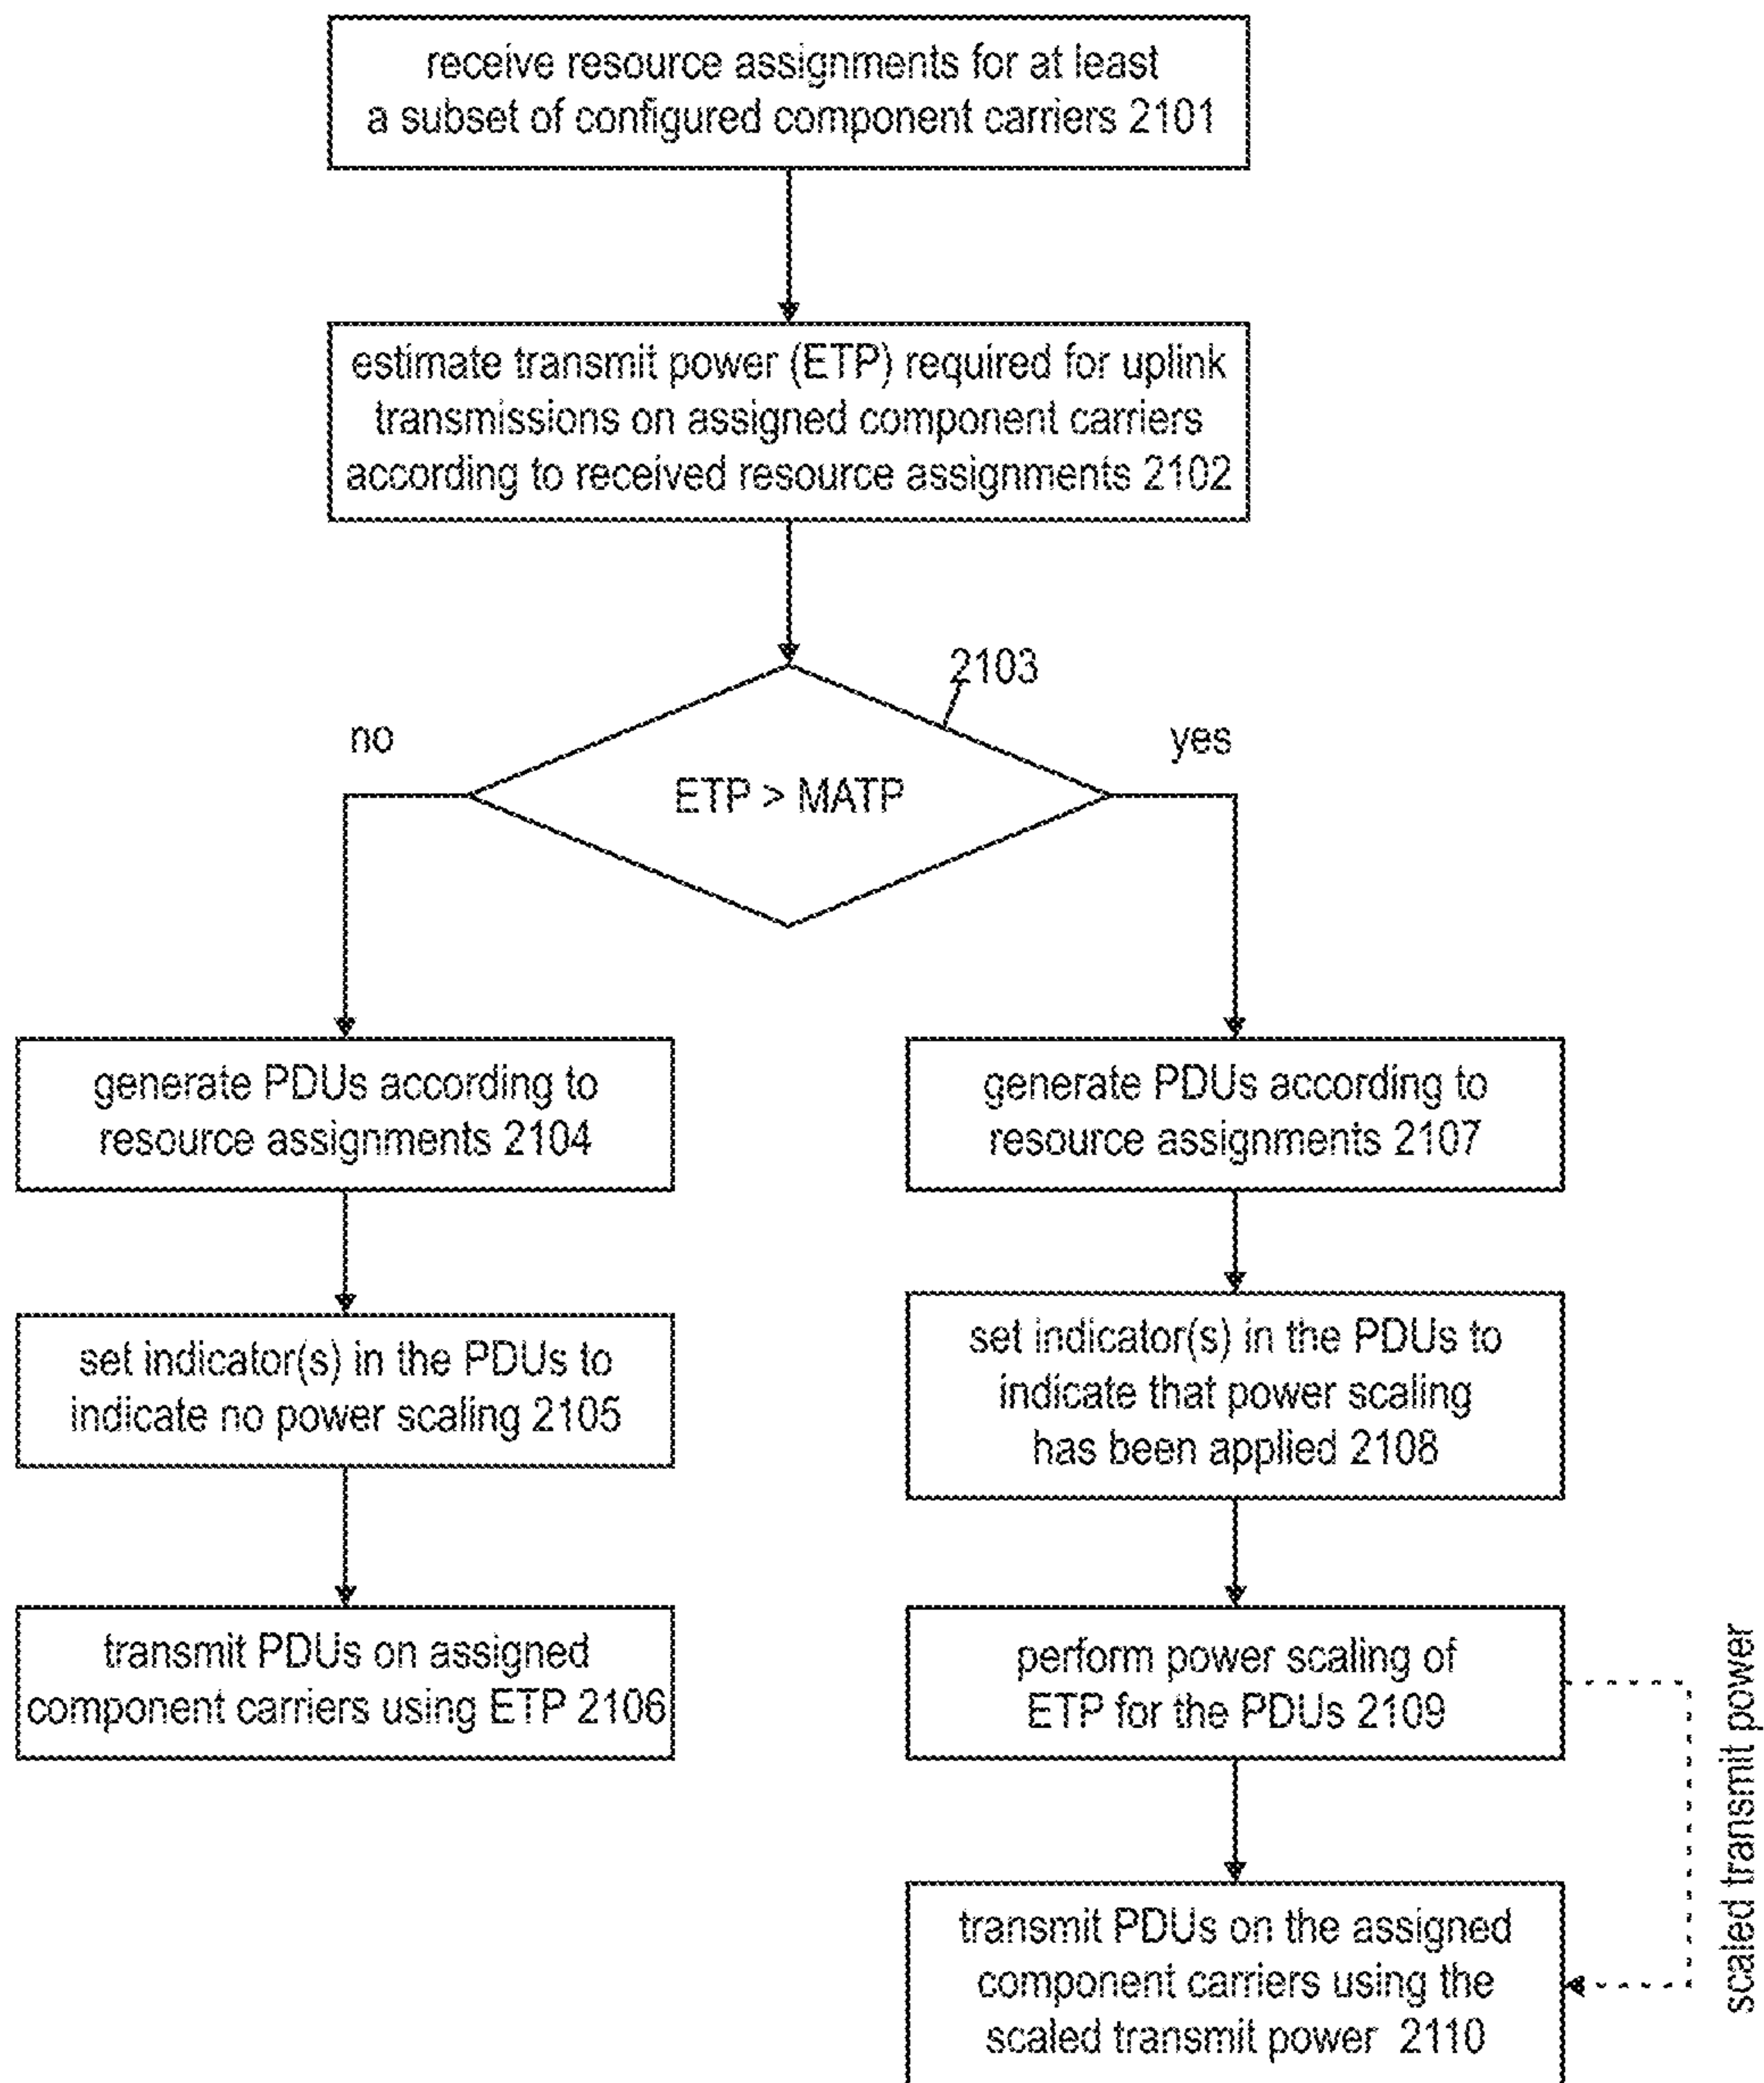 receive resource assignments for at least
a subset of configured component carriers 2101
estimate transmit power (ETP) required for uplink
transmissions on assigned component carriers
according to received resource assignments 2102
2103
no
yes
ETP > MATP
generate PDUs according to
resource assignments 2104
set indicator(s) in the PDUs to
indicate no power scaling 2105
transmit PDUs on assigned
component carriers using ETP 2106
generate PDUs according to
resource assignments 2107
set indicator(s) in the PDUs to
indicate that power scaling
has been applied 2108
perform power scaling of
ETP for the PDUs 2109
scaled transmit power
transmit PDUs on the assigned
component carriers using the
scaled transmit power 2110